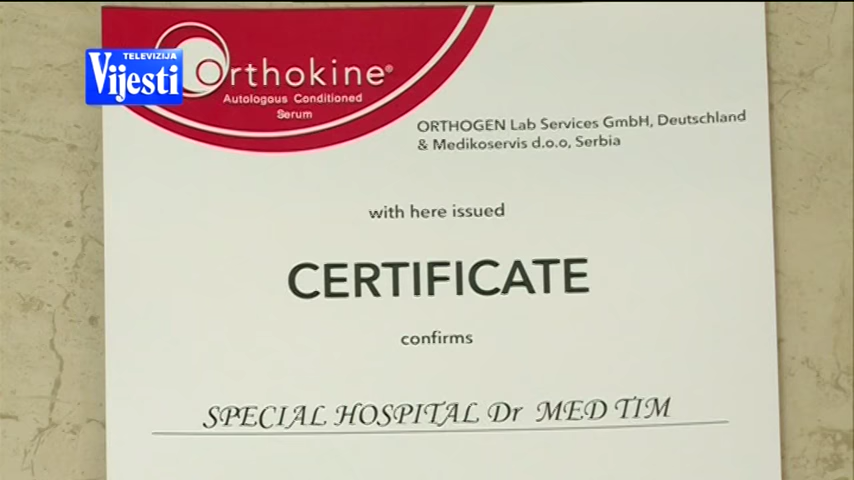 TELEVIZIJA
Vijesti
Orthokine®
Autologous Conditioned
Serum
ORTHOGEN Lab Services GmbH, Deutschland
& Medikoservis d.o.o, Serbia
with here issued
CERTIFICATE
confirms
SPECIAL HOSPITAL Dr MED TIM